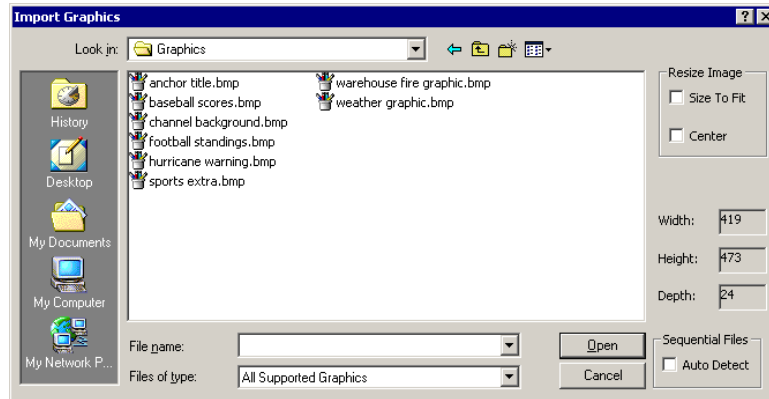 Import Graphics
Look in:
Graphics
History
Desktop
My Documents
My Computer
My Network P...
anchor title.bmp
baseball scores.bmp
channel background.bmp
football standings.bmp
hurricane warning.bmp
sports extra.bmp
warehouse fire graphic.bmp
weather graphic.bmp
Resize Image
Size To Fit
Center
Width: 419
Height: 473
Depth: 24
File name:
Open
Files of type: All Supported Graphics
Cancel
Sequential Files
Auto Detect